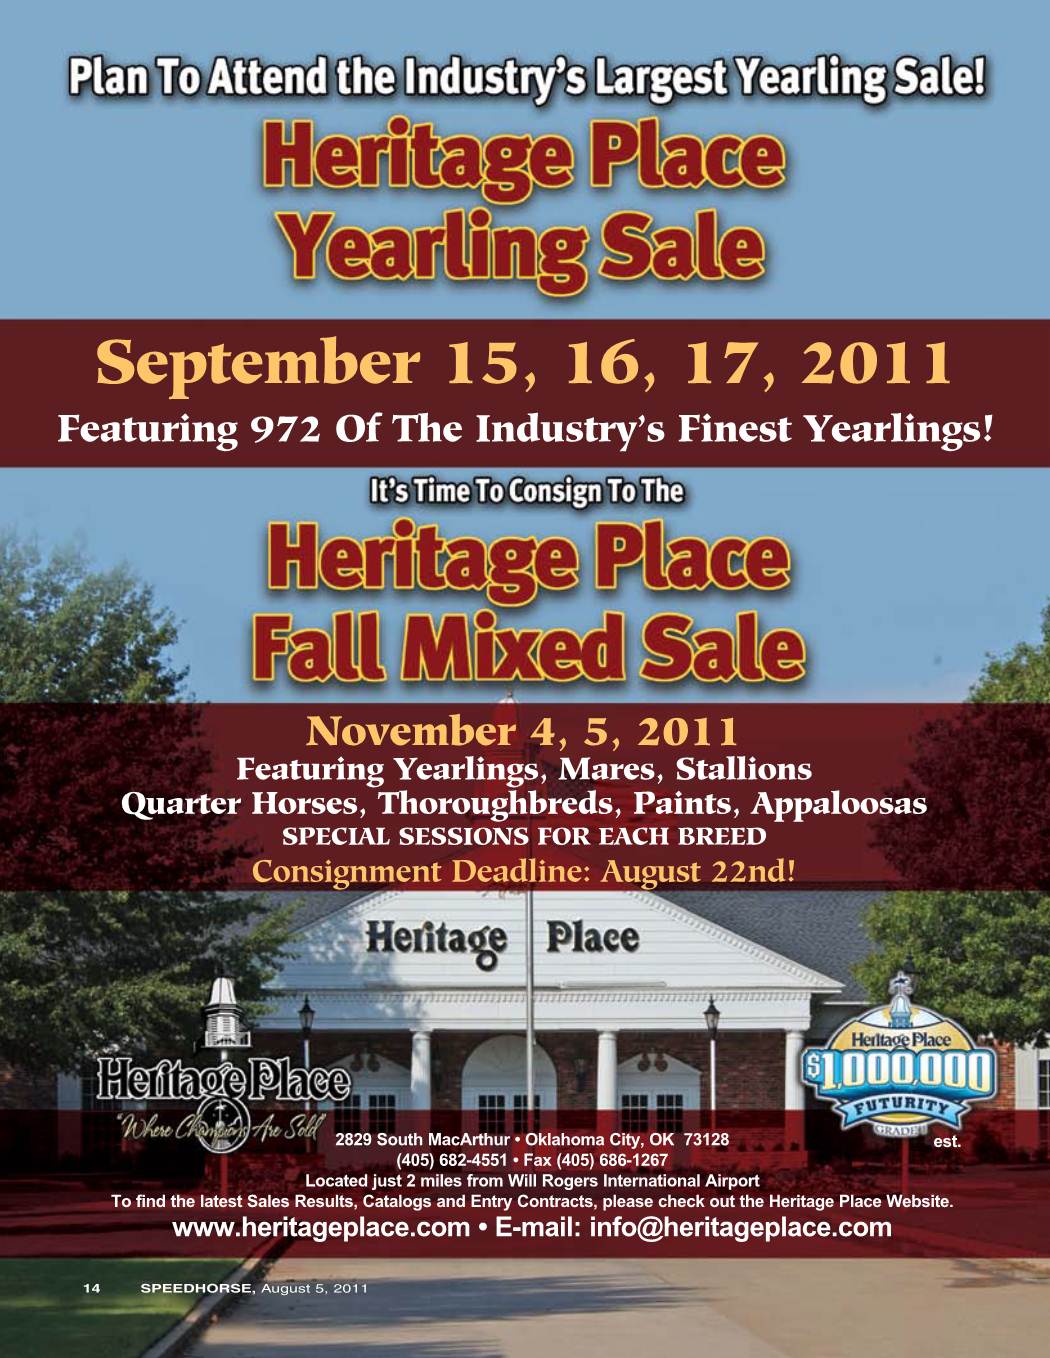 Plan To Attend the Industry's Largest Yearling Sale!
Heritage Place
Yearling Sale
September 15, 16, 17, 2011
Featuring 972 Of The Industry's Finest Yearlings!
It's Time To Consign To The
Heritage Place
Fall Mixed Sale
November 4, 5, 2011
Featuring Yearlings, Mares, Stallions
Quarter Horses, Thoroughbreds, Paints, Appaloosas
SPECIAL SESSIONS FOR EACH BREED
Consignment Deadline: August 22nd!
Heritage Place
Heritage Place
"Where Champions Are Sold"
Heritage Place
$1,000,000
FUTURITY
GRADE 1
est.
2829 South MacArthur • Oklahoma City, OK 73128
(405) 682-4551 • Fax (405) 686-1267
Located just 2 miles from Will Rogers International Airport
To find the latest Sales Results, Catalogs and Entry Contracts, please check out the Heritage Place Website.
www.heritageplace.com • E-mail: info@heritageplace.com
14 SPEEDHORSE, August 5, 2011